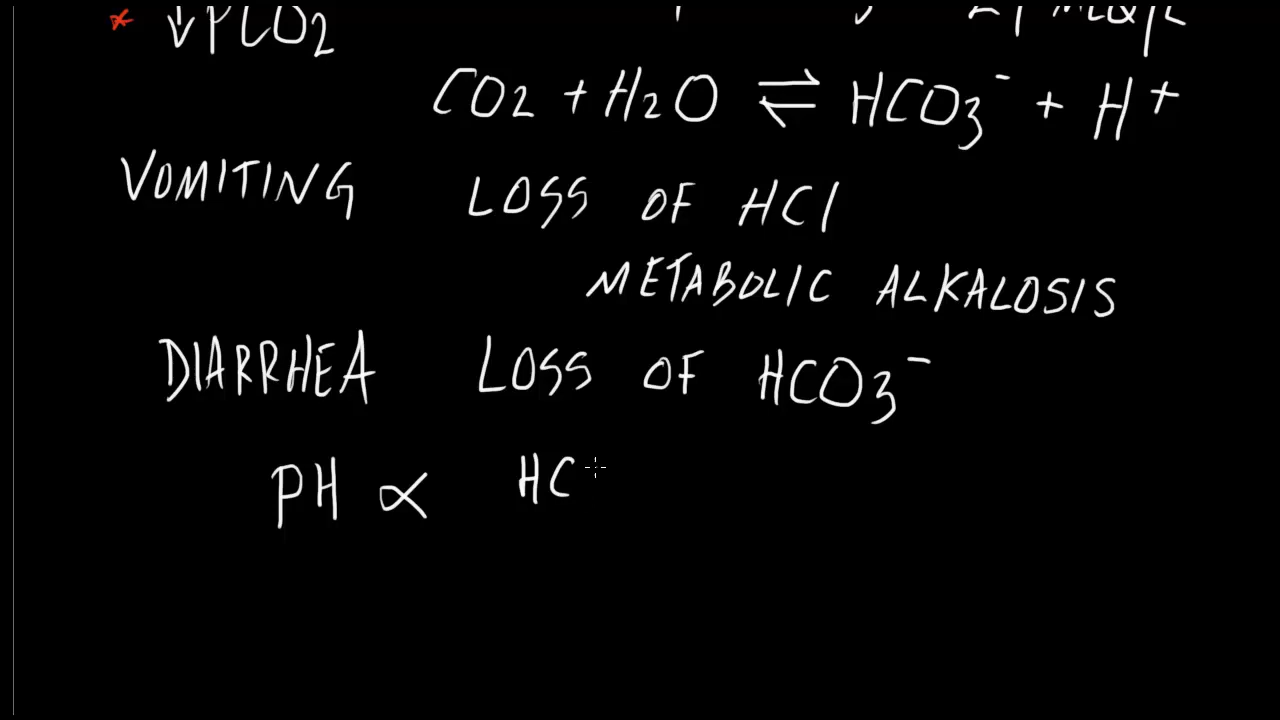 * ↓PCO2
CO2 + H2O ⇌ HCO3⁻ + H⁺
VOMITING LOSS OF HCl
METABOLIC ALKALOSIS
DIARRHEA LOSS OF HCO3⁻
PH ∝ HC